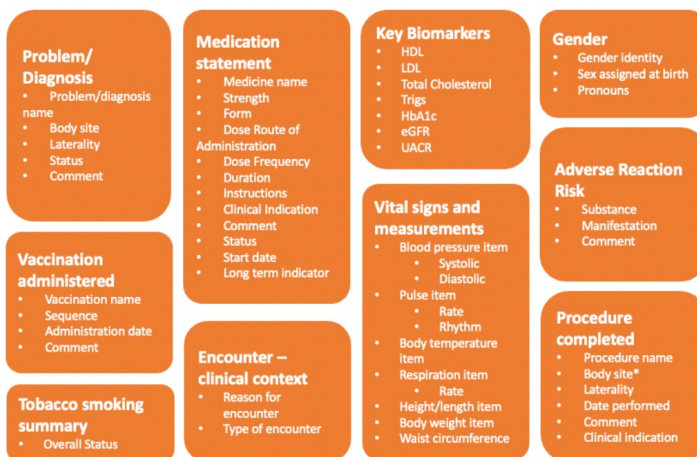 Problem/
Diagnosis
• Problem/diagnosis
name
• Body site
• Laterality
• Status
• Comment
Vaccination
administered
• Vaccination name
• Sequence
• Administration date
• Comment
Tobacco smoking
summary
• Overall Status
Medication
statement
• Medicine name
• Strength
• Form
• Dose Route of
Administration
• Dose Frequency
• Duration
• Instructions
• Clinical Indication
• Comment
• Status
• Start date
• Long term indicator
Encounter –
clinical context
• Reason for
encounter
• Type of encounter
Key Biomarkers
• HDL
• LDL
• Total Cholesterol
• Trigs
• HbA1c
• eGFR
• UACR
Vital signs and
measurements
• Blood pressure item
• Systolic
• Diastolic
• Pulse item
• Rate
• Rhythm
• Body temperature
item
• Respiration item
• Rate
• Height/length item
• Body weight item
• Waist circumference
Gender
• Gender identity
• Sex assigned at birth
• Pronouns
Adverse Reaction
Risk
• Substance
• Manifestation
• Comment
Procedure
completed
• Procedure name
• Body site*
• Laterality
• Date performed
• Comment
• Clinical indication